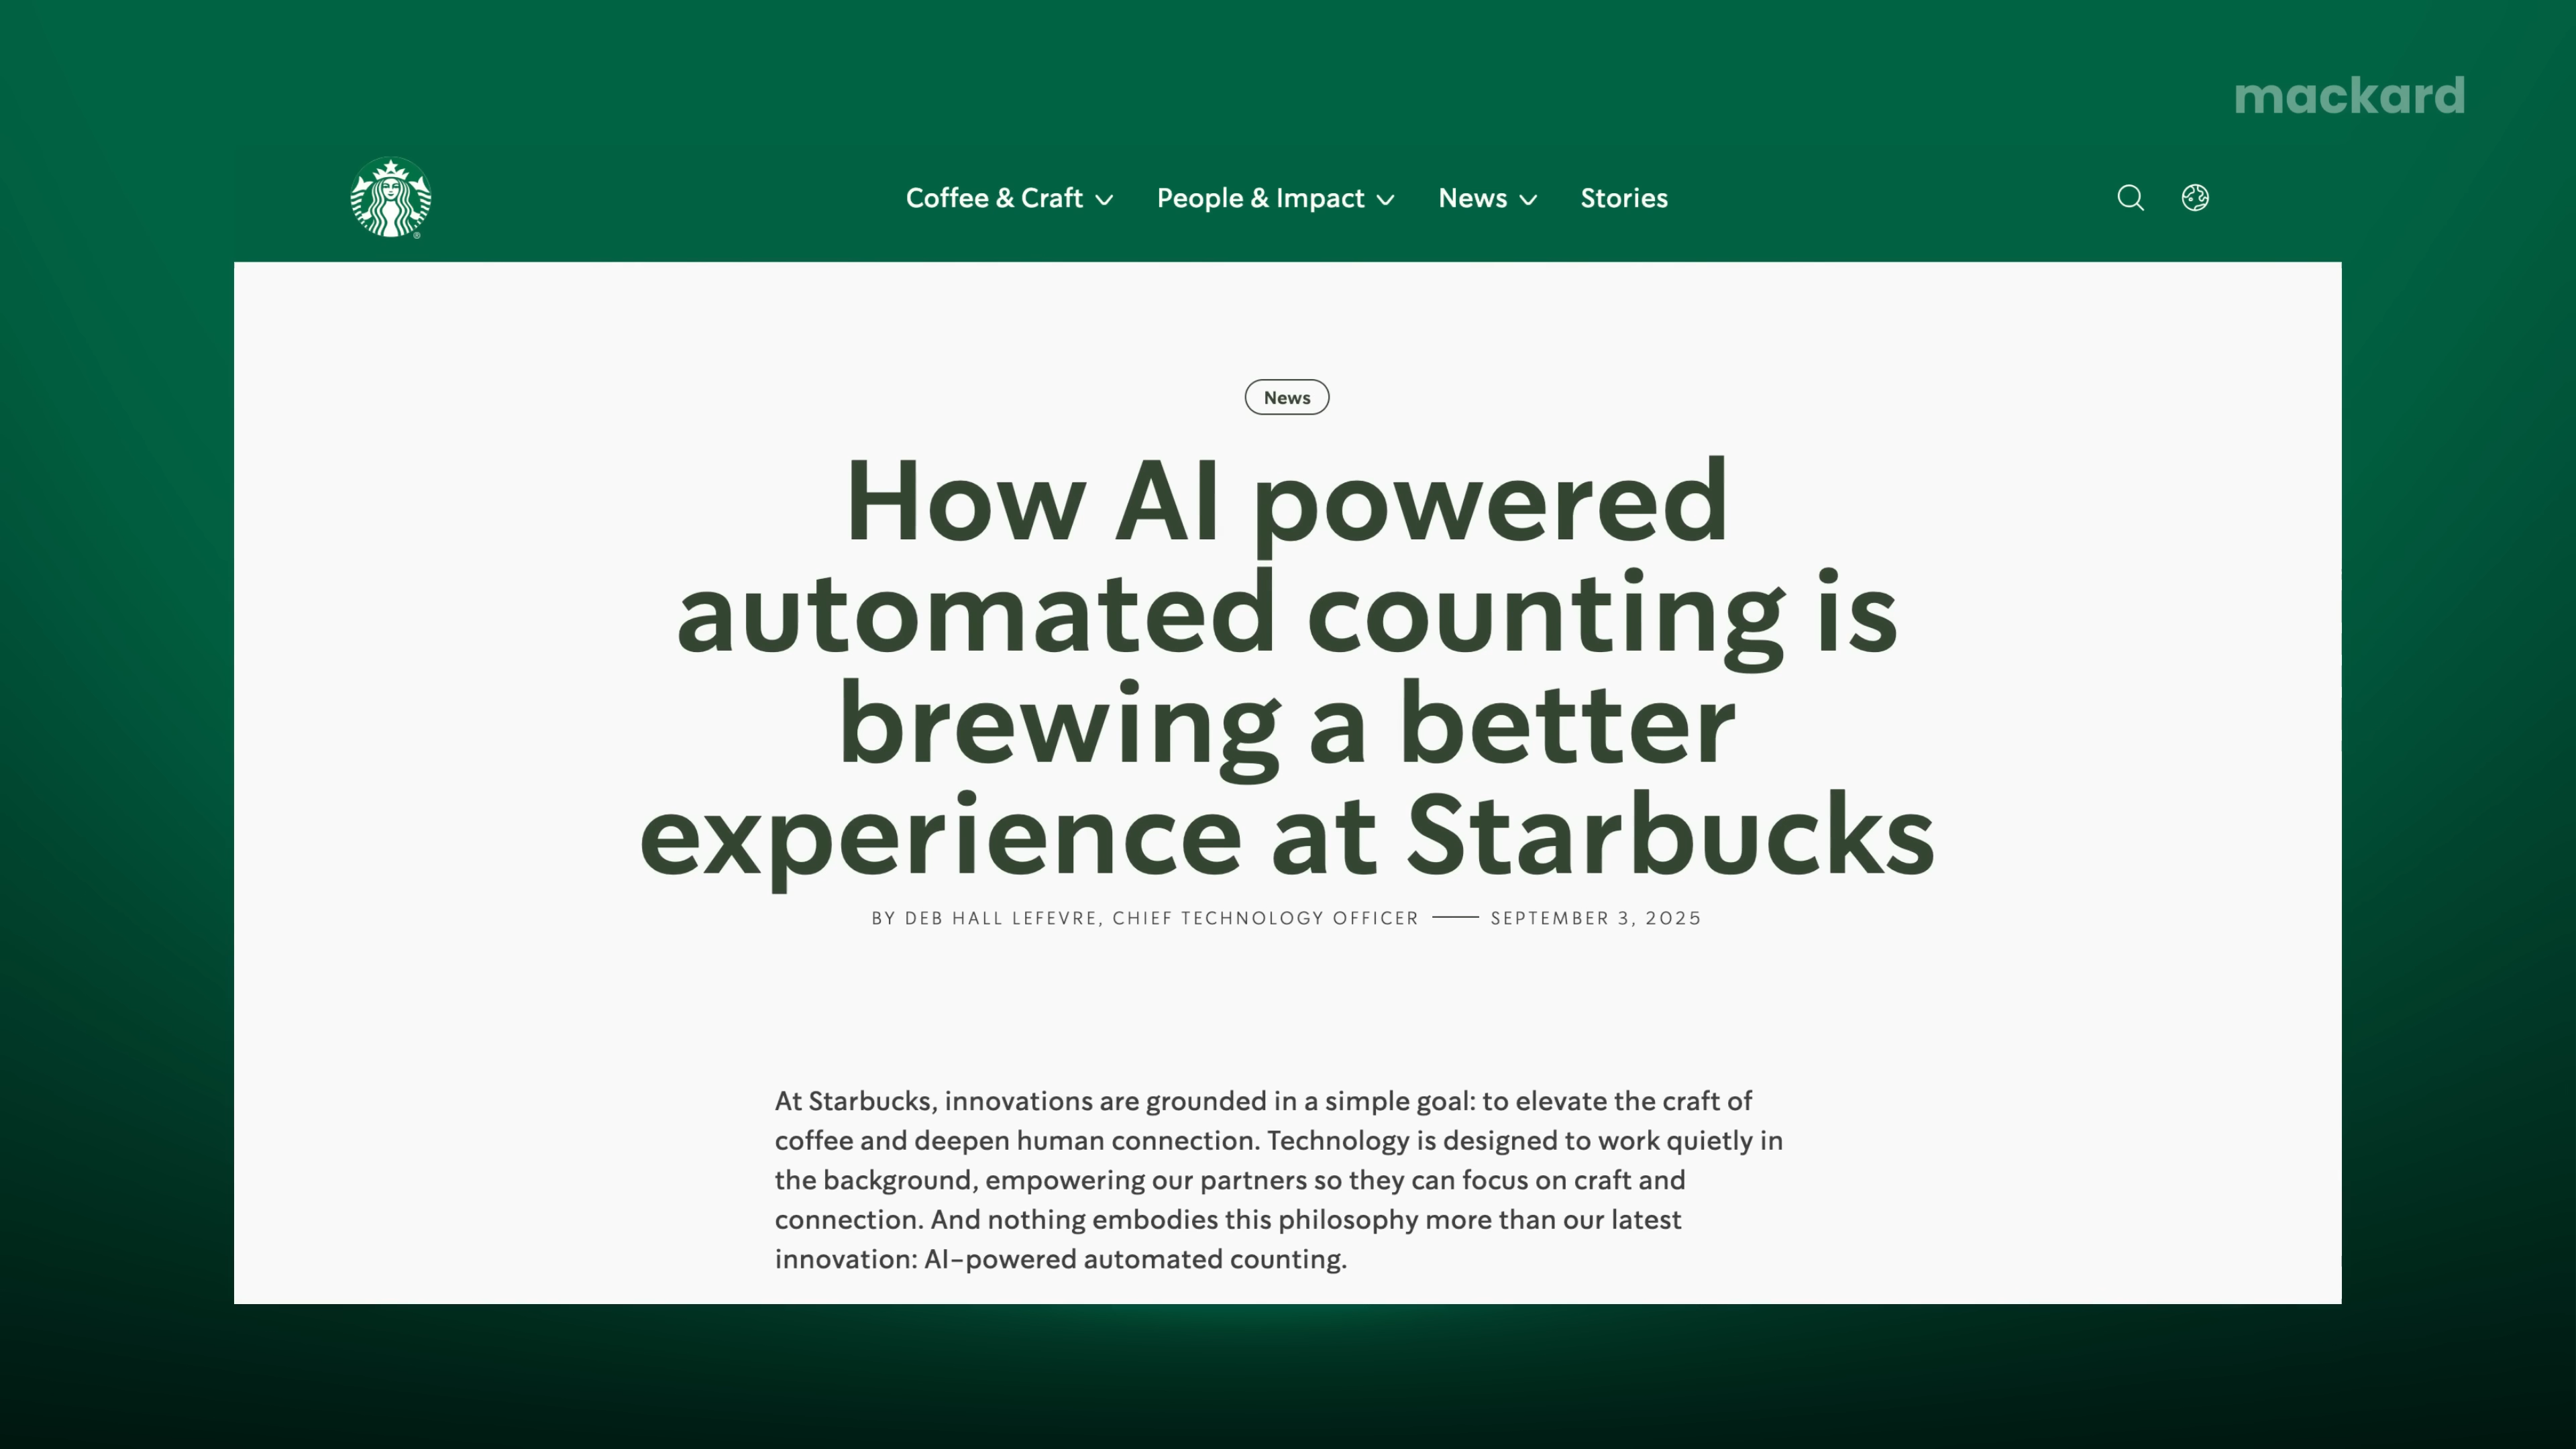 mackard
Coffee & Craft
People & Impact
News
Stories
News
How AI powered
automated counting is
brewing a better
experience at Starbucks
BY DEB HALL LEFEVRE, CHIEF TECHNOLOGY OFFICER — SEPTEMBER 3, 2025
At Starbucks, innovations are grounded in a simple goal: to elevate the craft of
coffee and deepen human connection. Technology is designed to work quietly in
the background, empowering our partners so they can focus on craft and
connection. And nothing embodies this philosophy more than our latest
innovation: AI-powered automated counting.